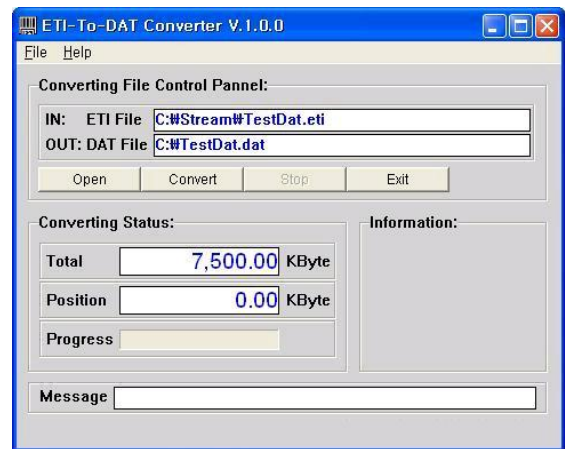 ETI-To-DAT Converter V.1.0.0
File Help
Converting File Control Pannel:
IN: ETI File C:₩Stream₩TestDat.eti
OUT: DAT File C:₩TestDat.dat
Open Convert Stop Exit
Converting Status: Information:
Total 7,500.00 KByte
Position 0.00 KByte
Progress
Message